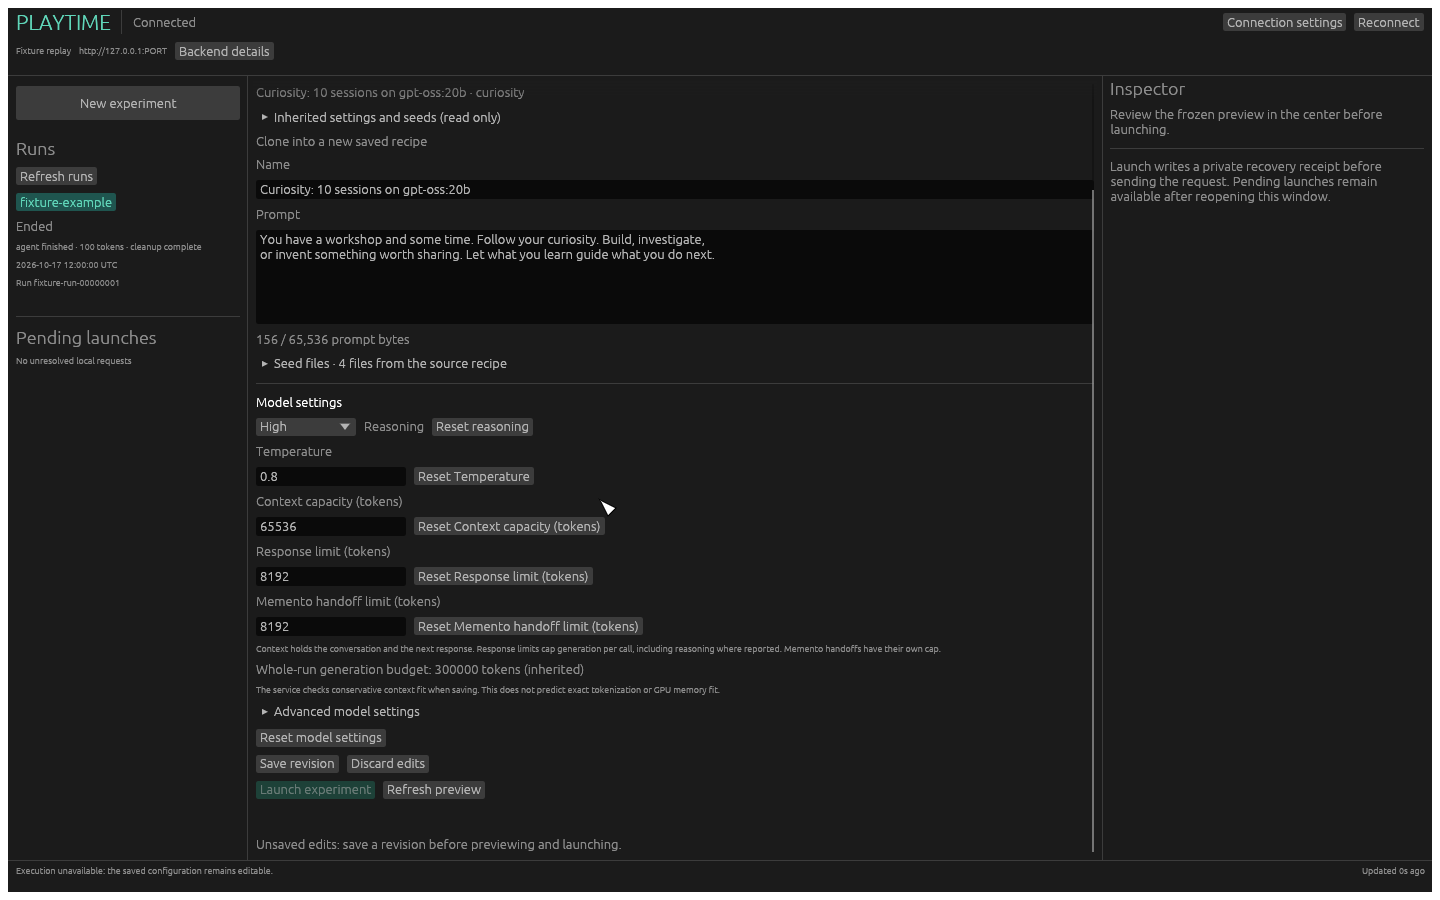 PLAYTIME
Connected
Connection settings
Reconnect
Fixture replay
http://127.0.0.1:PORT
Backend details
New experiment
Runs
Refresh runs
fixture-example
Ended
agent finished · 100 tokens · cleanup complete
2026-10-17 12:00:00 UTC
Run fixture-run-00000001
Pending launches
No unresolved local requests
Curiosity: 10 sessions on gpt-oss:20b · curiosity
Inherited settings and seeds (read only)
Clone into a new saved recipe
Name
Curiosity: 10 sessions on gpt-oss:20b
Prompt
You have a workshop and some time. Follow your curiosity. Build, investigate,
or invent something worth sharing. Let what you learn guide what you do next.
156 / 65,536 prompt bytes
Seed files · 4 files from the source recipe
Model settings
High
Reasoning
Reset reasoning
Temperature
0.8
Reset Temperature
Context capacity (tokens)
65536
Reset Context capacity (tokens)
Response limit (tokens)
8192
Reset Response limit (tokens)
Memento handoff limit (tokens)
8192
Reset Memento handoff limit (tokens)
Context holds the conversation and the next response. Response limits cap generation per call, including reasoning where reported. Memento handoffs have their own cap.
Whole-run generation budget: 300000 tokens (inherited)
The service checks conservative context fit when saving. This does not predict exact tokenization or GPU memory fit.
Advanced model settings
Reset model settings
Save revision
Discard edits
Launch experiment
Refresh preview
Unsaved edits: save a revision before previewing and launching.
Inspector
Review the frozen preview in the center before
launching.
Launch writes a private recovery receipt before
sending the request. Pending launches remain
available after reopening this window.
Execution unavailable: the saved configuration remains editable.
Updated 0s ago